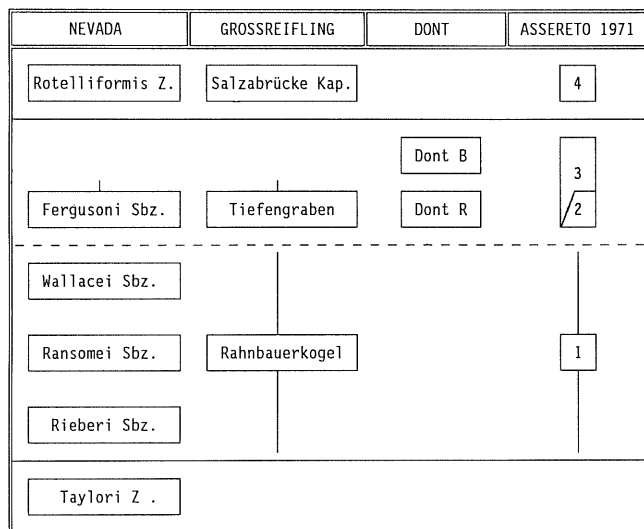 NEVADA GROSSREIFLING DONT ASSERETO 1971
Rotelliformis Z. Salzabrücke Kap. 4
Dont B
3
Fergusoni Sbz. Tiefengraben Dont R 2
Wallacei Sbz.
Ransomei Sbz. Rahnbauerkogel 1
Rieberi Sbz.
Taylori Z .